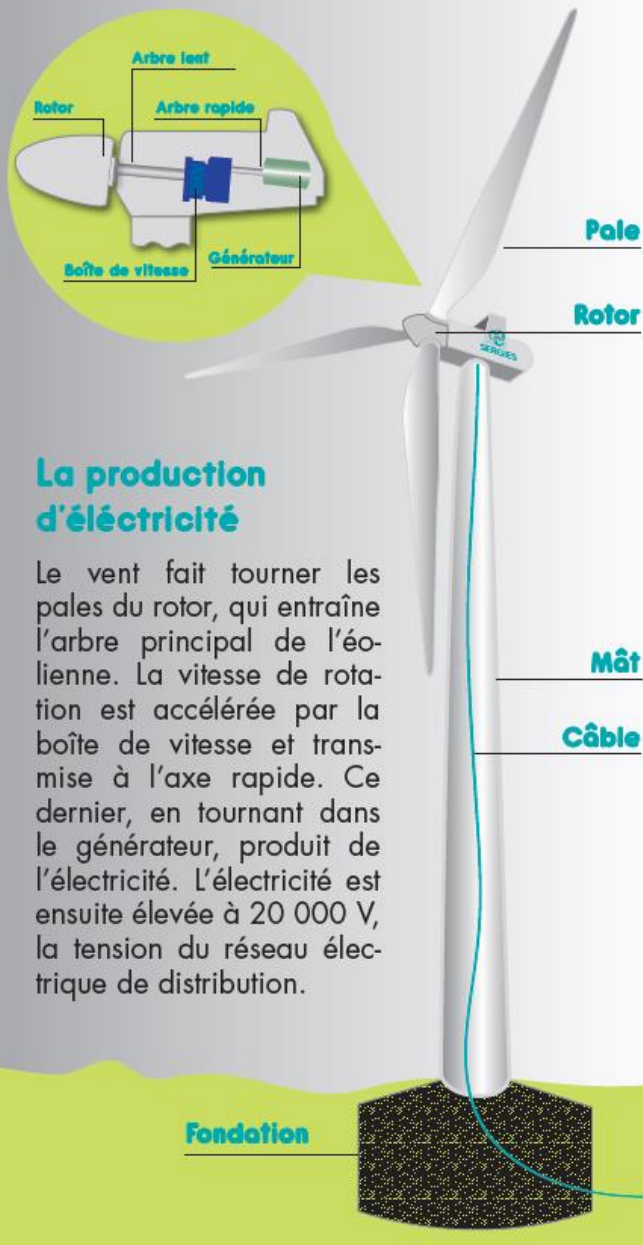 Arbre lent
Rotor
Arbre rapide
Boîte de vitesse
Générateur
Pale
Rotor
SERGIES
La production
d'éléctricité
Le vent fait tourner les
pales du rotor, qui entraîne
l'arbre principal de l'éo-
lienne. La vitesse de rota-
tion est accélérée par la
boîte de vitesse et trans-
mise à l'axe rapide. Ce
dernier, en tournant dans
le générateur, produit de
l'électricité. L'électricité est
ensuite élevée à 20 000 V,
la tension du réseau élec-
trique de distribution.
Mât
Câble
Fondation